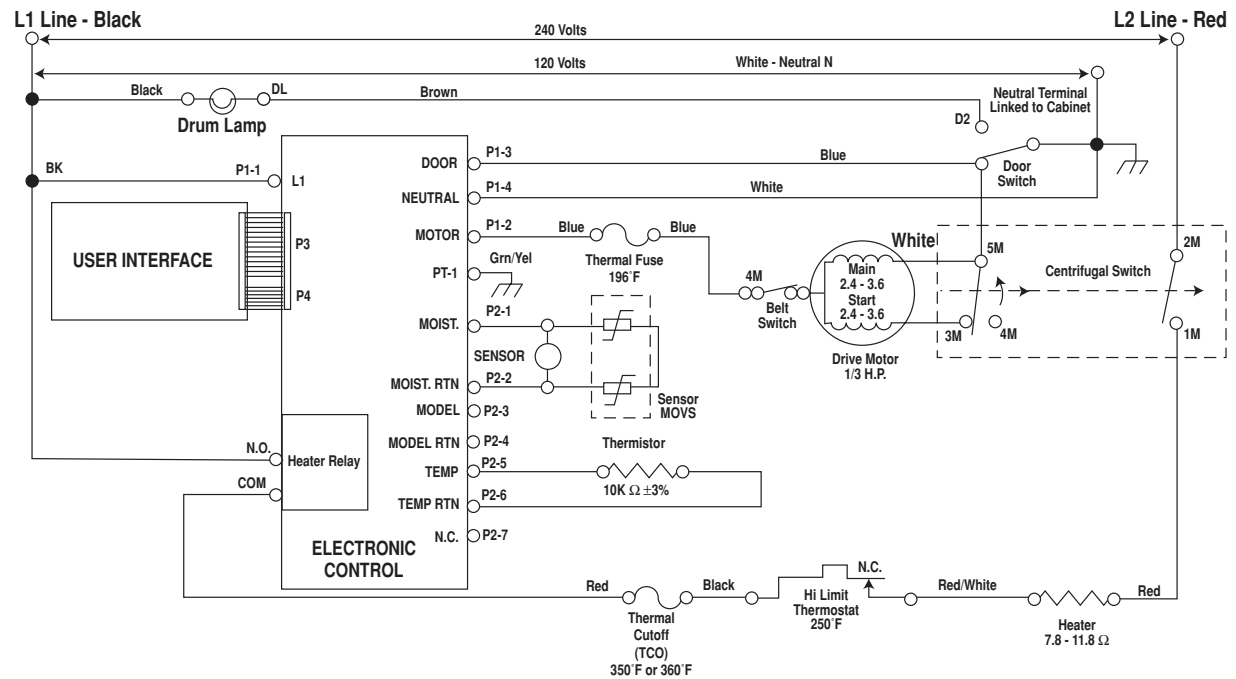 L1 Line - Black
L2 Line - Red
240 Volts
120 Volts
White - Neutral N
Neutral Terminal
Linked to Cabinet
Black
DL
Brown
Drum Lamp
D2
BK
P1-1
L1
DOOR
P1-3
Blue
Door
Switch
NEUTRAL
P1-4
White
USER INTERFACE
P3
P4
MOTOR
P1-2
Blue
Blue
Thermal Fuse
196˚F
White
5M
2M
Centrifugal Switch
PT-1
Grn/Yel
4M
Belt
Switch
Main
2.4 - 3.6
Start
2.4 - 3.6
3M
4M
1M
Drive Motor
1/3 H.P.
MOIST.
P2-1
SENSOR
MOIST. RTN
P2-2
Sensor
MOVS
MODEL
P2-3
MODEL RTN
P2-4
N.O.
Heater Relay
COM
TEMP
P2-5
Thermistor
10K Ω ±3%
TEMP RTN
P2-6
N.C.
P2-7
ELECTRONIC
CONTROL
Red
Thermal
Cutoff
(TCO)
350˚F or 360˚F
Black
N.C.
Hi Limit
Thermostat
250˚F
Red/White
Heater
7.8 - 11.8 Ω
Red